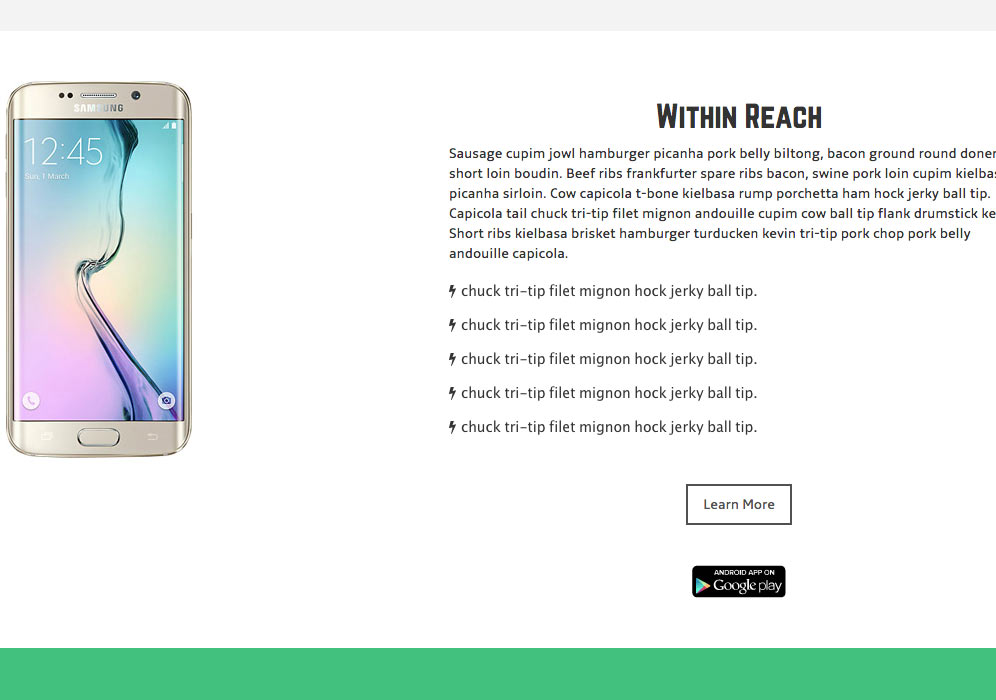 SAMSUNG
12:45
Sun, 1 March
Within Reach
Sausage cupim jowl hamburger picanha pork belly biltong, bacon ground round doner
short loin boudin. Beef ribs frankfurter spare ribs bacon, swine pork loin cupim
picanha sirloin. Cow capicola t-bone kielbasa rump porchetta ham hock jerky ball tip.
Capicola tail chuck tri-tip filet mignon andouille cupim cow ball tip flank drumstick
Short ribs kielbasa brisket hamburger turducken kevin tri-tip pork chop pork belly
andouille capicola.
chuck tri-tip filet mignon hock jerky ball tip.
chuck tri-tip filet mignon hock jerky ball tip.
chuck tri-tip filet mignon hock jerky ball tip.
chuck tri-tip filet mignon hock jerky ball tip.
chuck tri-tip filet mignon hock jerky ball tip.
Learn More
ANDROID APP ON
Google play